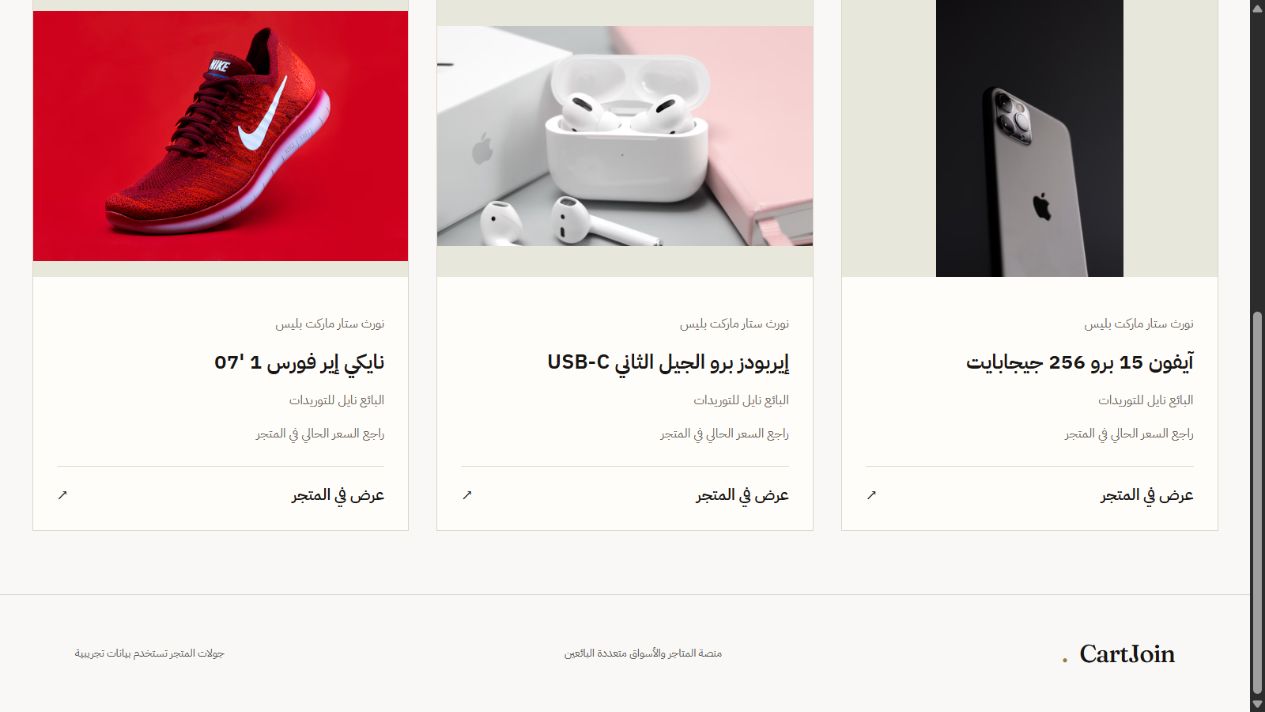 NIKE
نورث ستار ماركت بليس
آيفون 15 برو 256 جيجابايت
البائع نايل للتوريدات
راجع السعر الحالي في المتجر
عرض في المتجر ↗
نورث ستار ماركت بليس
إيربودز برو الجيل الثاني USB-C
البائع نايل للتوريدات
راجع السعر الحالي في المتجر
عرض في المتجر ↗
نورث ستار ماركت بليس
نايكي إير فورس 1 '07
البائع نايل للتوريدات
راجع السعر الحالي في المتجر
عرض في المتجر ↗
CartJoin.
منصة المتاجر والأسواق متعددة البائعين
جولات المتجر تستخدم بيانات تجريبية